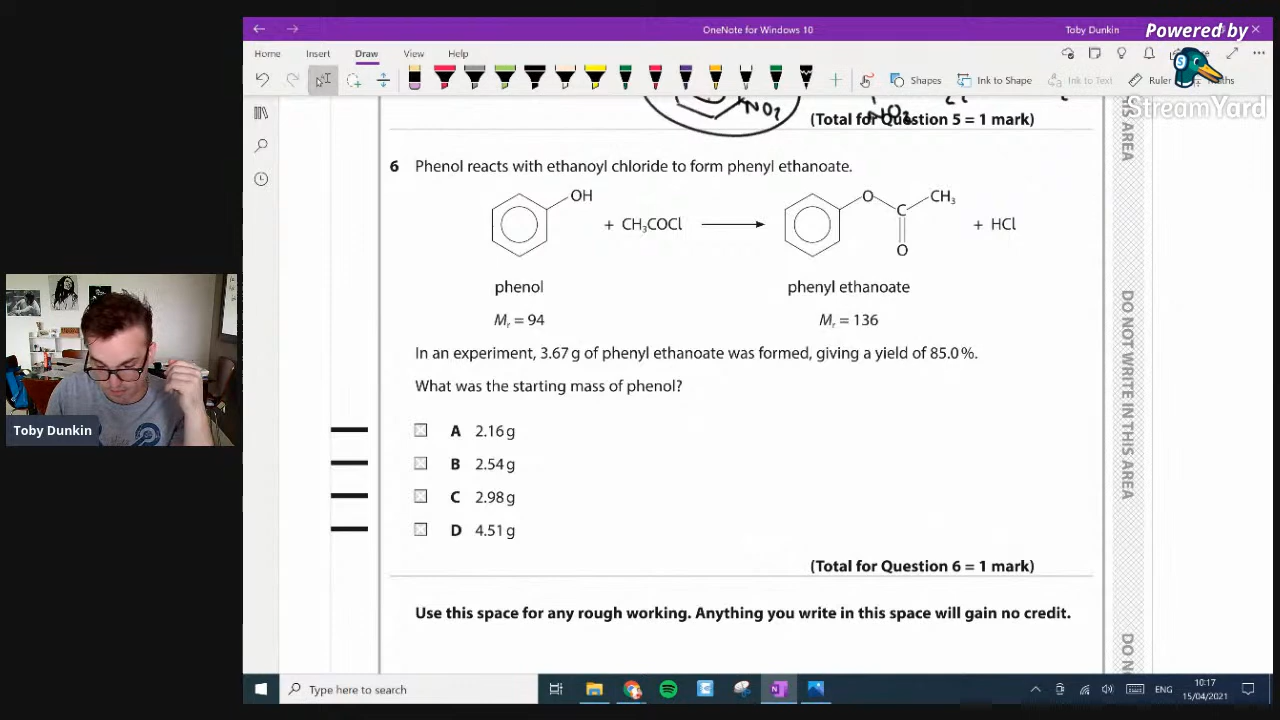 OneNote for Windows 10
Toby Dunkin
Powered by
StreamYard
Home Insert Draw View Help
Shapes Ink to Shape Ink to Text Ruler Maths
NO₂
NO₂
(Total for Question 5 = 1 mark)
6 Phenol reacts with ethanoyl chloride to form phenyl ethanoate.
OH + CH₃COCl O C CH₃ O + HCl
phenol phenyl ethanoate
Mᵣ = 94 Mᵣ = 136
In an experiment, 3.67 g of phenyl ethanoate was formed, giving a yield of 85.0 %.
What was the starting mass of phenol?
A 2.16 g
B 2.54 g
C 2.98 g
D 4.51 g
(Total for Question 6 = 1 mark)
Use this space for any rough working. Anything you write in this space will gain no credit.
IS AREA
DO NOT WRITE IN THIS AREA
DO N
Toby Dunkin
Type here to search
ENG
10:17
15/04/2021